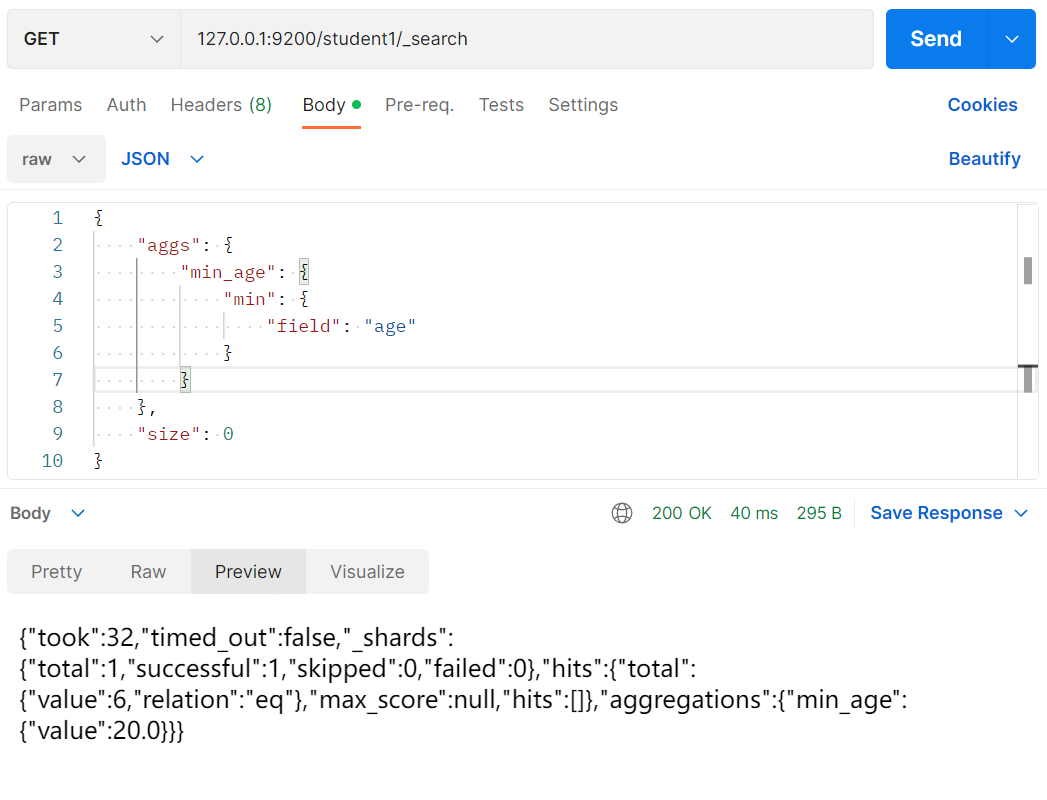 GET 127.0.0.1:9200/student1/_search Send
Params Auth Headers (8) Body Pre-req. Tests Settings Cookies
raw JSON Beautify
1 {
2 "aggs": {
3 "min_age": {
4 "min": {
5 "field": "age"
6 }
7 }
8 },
9 "size": 0
10 }
Body 200 OK 40 ms 295 B Save Response
Pretty Raw Preview Visualize
{"took":32,"timed_out":false,"_shards":
{"total":1,"successful":1,"skipped":0,"failed":0},"hits":{"total":
{"value":6,"relation":"eq"},"max_score":null,"hits":[]},"aggregations":{"min_age":
{"value":20.0}}}